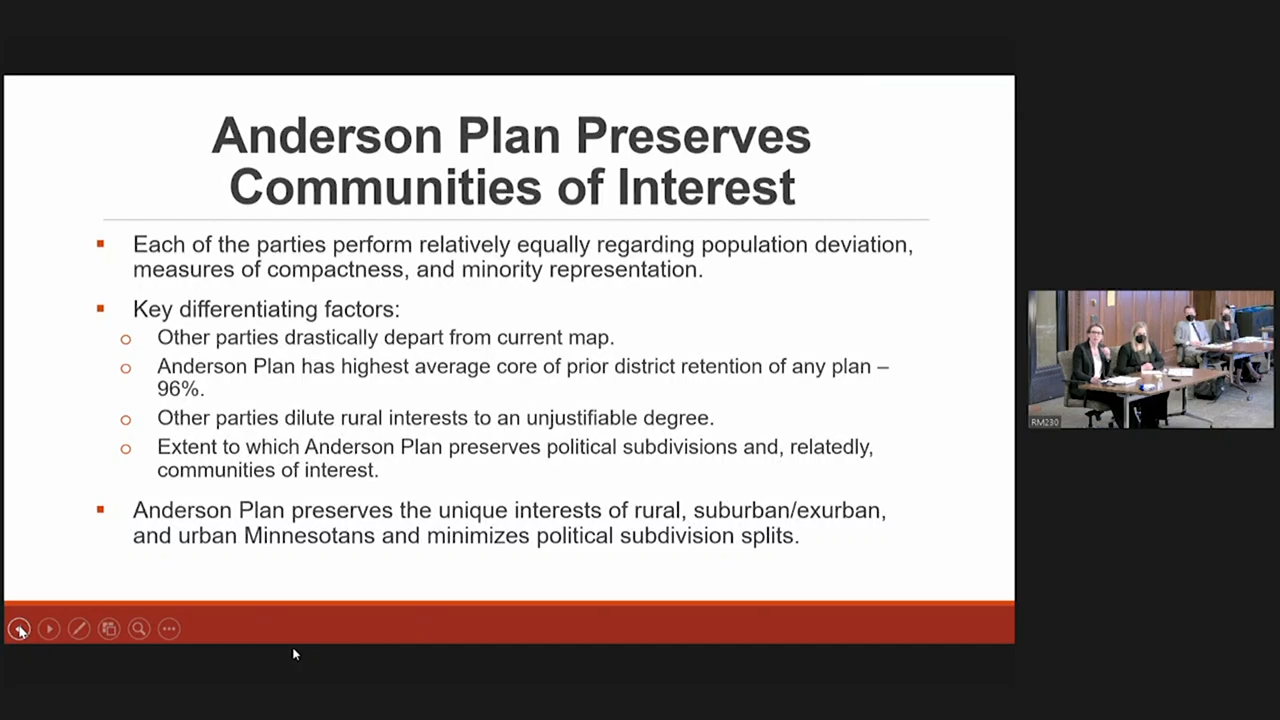 Anderson Plan Preserves
Communities of Interest
Each of the parties perform relatively equally regarding population deviation,
measures of compactness, and minority representation.
Key differentiating factors:
Other parties drastically depart from current map.
Anderson Plan has highest average core of prior district retention of any plan –
96%.
Other parties dilute rural interests to an unjustifiable degree.
Extent to which Anderson Plan preserves political subdivisions and, relatedly,
communities of interest.
Anderson Plan preserves the unique interests of rural, suburban/exurban,
and urban Minnesotans and minimizes political subdivision splits.
RM230